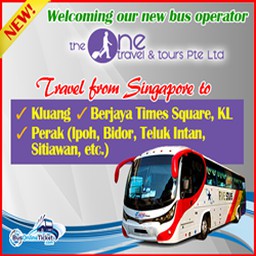 NEW!
Welcoming our new bus operator
the One
travel & tours Pte Ltd
Travel from Singapore to
✓ Kluang ✓ Berjaya Times Square, KL
✓ Perak (Ipoh, Bidor, Teluk Intan,
Sitiawan, etc.)
BusOnlineTicket